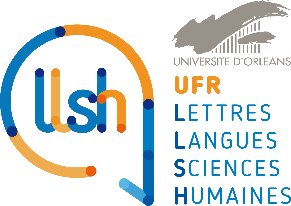 llsh
UNIVERSITÉ D'ORLÉANS
UFR
LETTRES
LANGUES
SCIENCES
HUMAINES